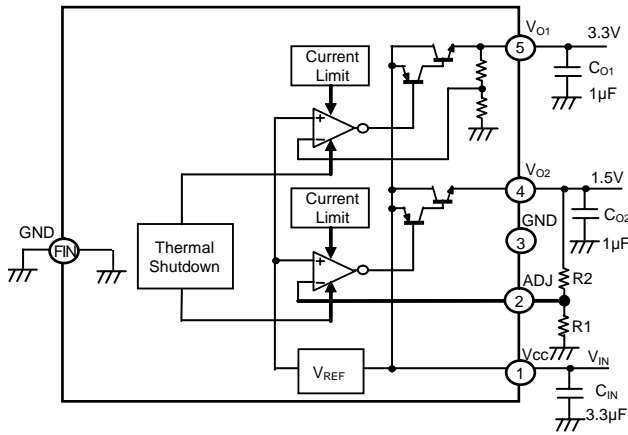 VO1
3.3V
5
Current
Limit
CO1
1µF
+
−
VO2
1.5V
4
Current
Limit
CO2
1µF
GND
3
GND
FIN
Thermal
Shutdown
+
−
ADJ
2
R2
R1
Vcc
VIN
VREF
1
CIN
3.3µF